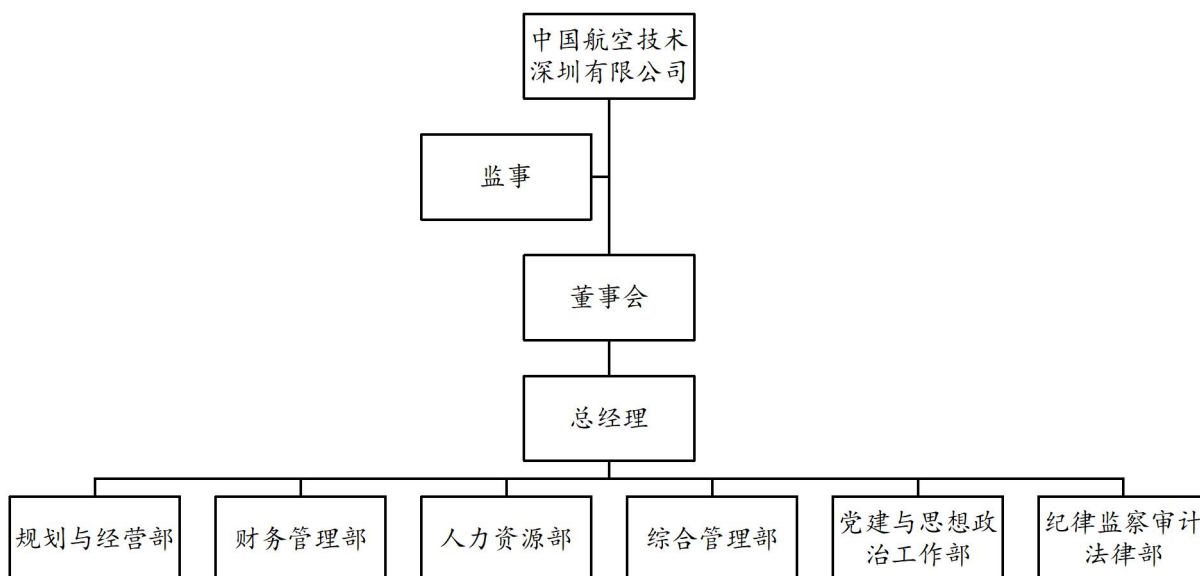 中国航空技术
深圳有限公司
监事
董事会
总经理
规划与经营部
财务管理部
人力资源部
综合管理部
党建与思想政
治工作部
纪律监察审计
法律部